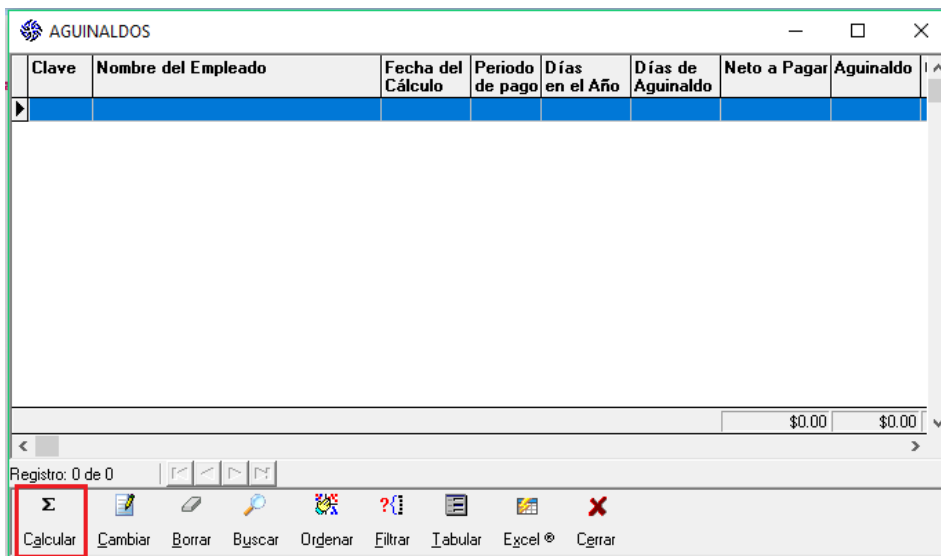 AGUINALDOS
Clave Nombre del Empleado Fecha del Cálculo Periodo de pago Días en el Año Días de Aguinaldo Neto a Pagar Aguinaldo
$0.00 $0.00
Registro: 0 de 0
Σ ?{
Calcular Cambiar Borrar Buscar Ordenar Filtrar Tabular Excel ® Cerrar